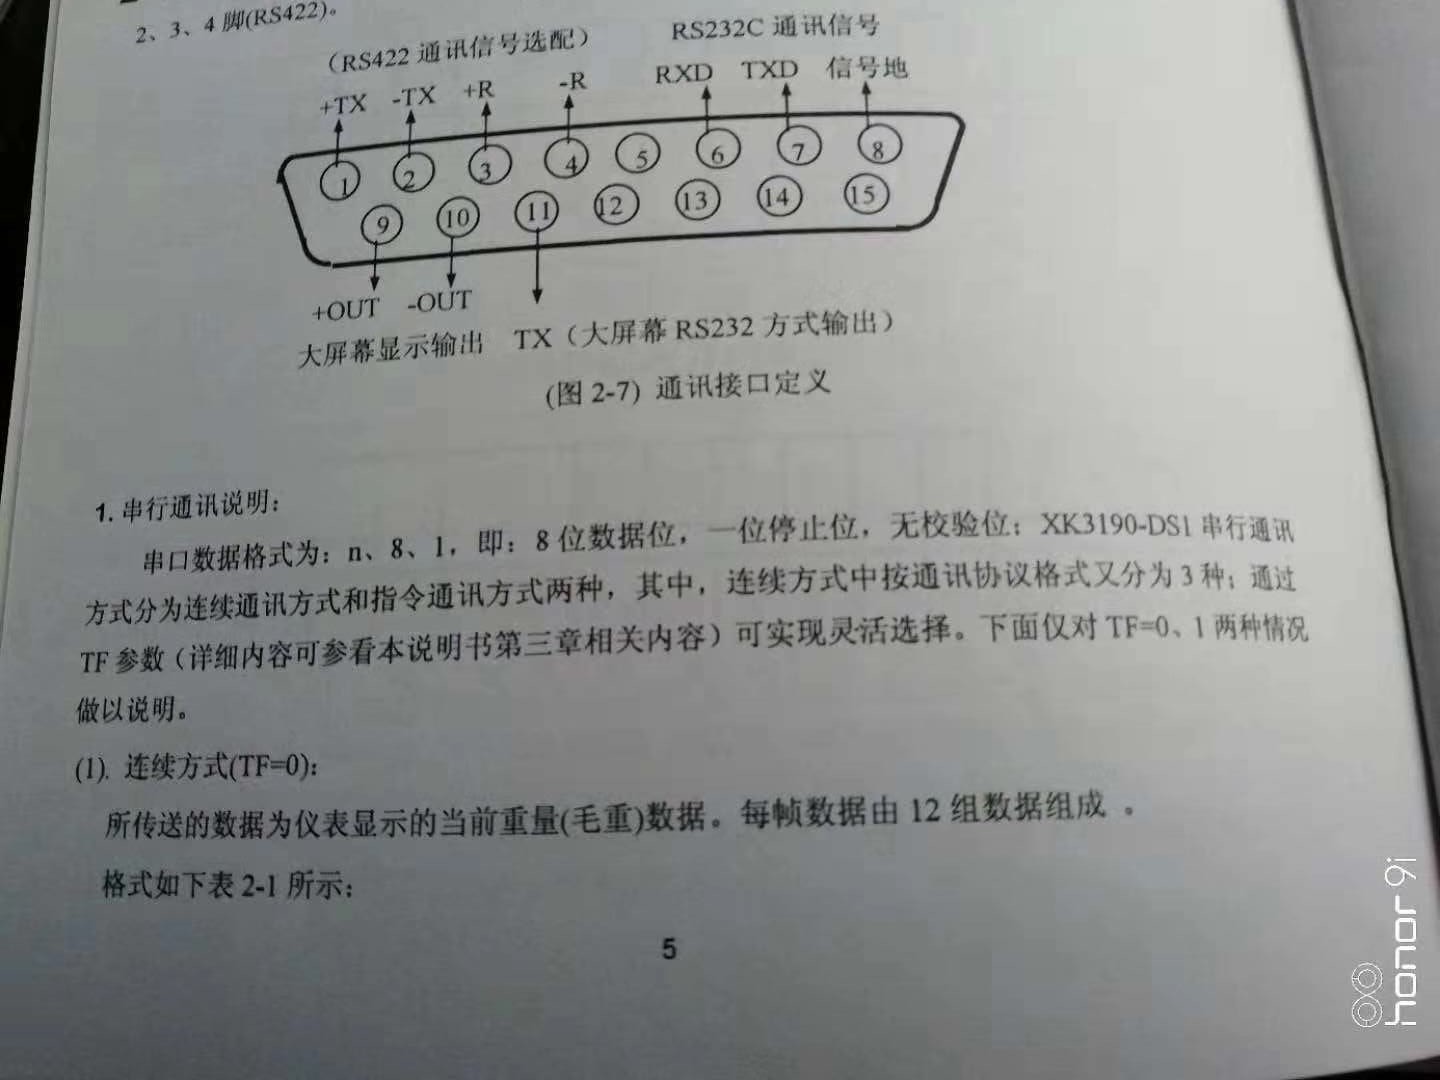 2、3、4 脚(RS422)。
（RS422 通讯信号选配）
RS232C 通讯信号
+TX -TX +R -R RXD TXD 信号地
1 2 3 4 5 6 7 8
9 10 11 12 13 14 15
+OUT -OUT
大屏幕显示输出 TX（大屏幕 RS232 方式输出）
(图 2-7) 通讯接口定义
1. 串行通讯说明：
串口数据格式为：n、8、1，即：8 位数据位，一位停止位，无校验位；XK3190-DS1 串行通讯
方式分为连续通讯方式和指令通讯方式两种，其中，连续方式中按通讯协议格式又分为 3 种；通过
TF 参数（详细内容可参看本说明书第三章相关内容）可实现灵活选择。下面仅对 TF=0、1 两种情况
做以说明。
(1). 连续方式(TF=0)：
所传送的数据为仪表显示的当前重量(毛重)数据。每帧数据由 12 组数据组成 。
格式如下表 2-1 所示：
5
honor 9i